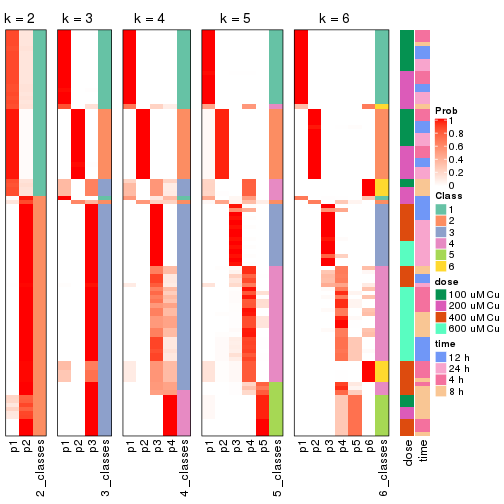 k = 2 k = 3 k = 4 k = 5 k = 6
Prob
1
0.8
0.6
0.4
0.2
0
Class
1
2
3
4
5
6
dose
100 uM Cu
200 uM Cu
400 uM Cu
600 uM Cu
time
12 h
24 h
4 h
8 h
p1 p2 2_classes p1 p2 p3 3_classes p1 p2 p3 p4 4_classes p1 p2 p3 p4 p5 5_classes p1 p2 p3 p4 p5 p6 6_classes dose time